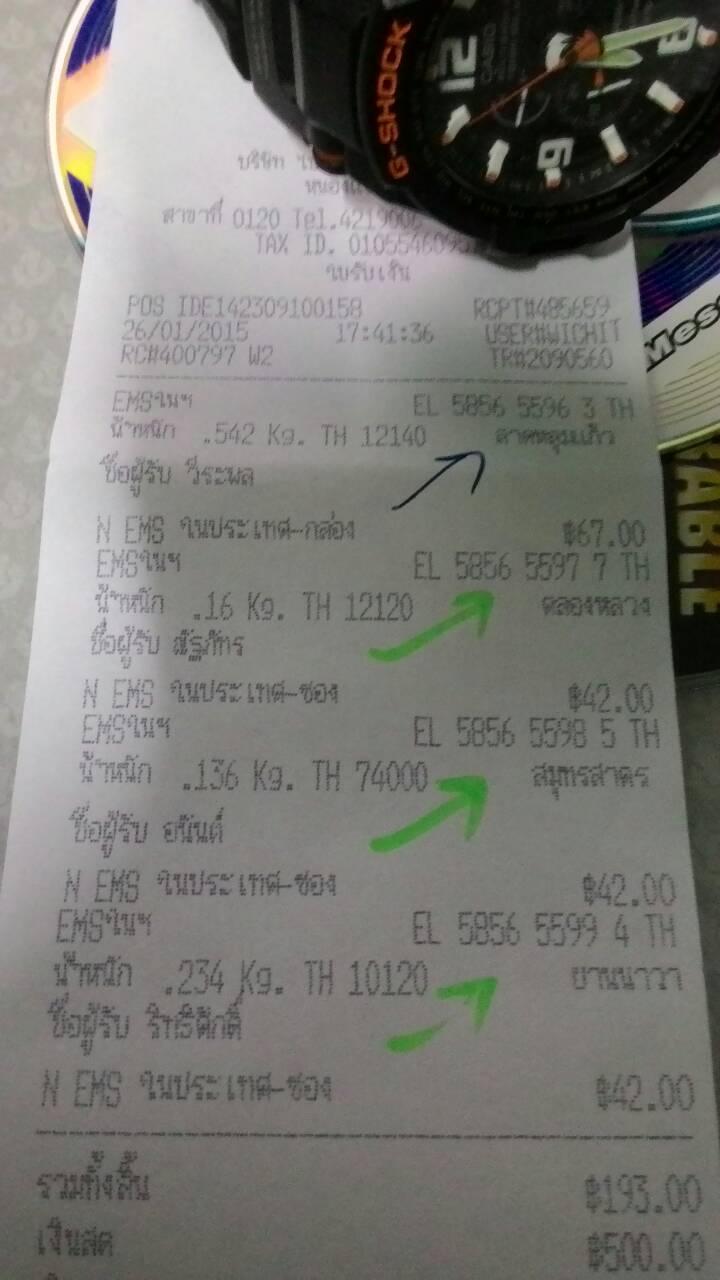 G-SHOCK
12
CASIO
6
บริษัท
สาขาที่ 0120 Tel.4219006
TAX ID. 0105546095
ใบรับเงิน
POS IDE142309100158 RCPT#485659
26/01/2015 17:41:36 USER#WICHIT
RC#400797 W2 TR#2090560
EMSในฯ EL 5856 5596 3 TH
น้ำหนัก .542 Kg. TH 12140 ลาดหลุมแก้ว
ชื่อผู้รับ วีระพล
N EMS ในประเทศ-กล่อง ฿67.00
EMSในฯ EL 5856 5597 7 TH
น้ำหนัก .16 Kg. TH 12120 คลองหลวง
ชื่อผู้รับ ณัฐภัทร
N EMS ในประเทศ-ซอง ฿42.00
EMSในฯ EL 5856 5598 5 TH
น้ำหนัก .136 Kg. TH 74000 สมุทรสาคร
ชื่อผู้รับ อนันต์
N EMS ในประเทศ-ซอง ฿42.00
EMSในฯ EL 5856 5599 4 TH
น้ำหนัก .234 Kg. TH 10120 ยานนาวา
ชื่อผู้รับ ริทธิศักดิ์
N EMS ในประเทศ-ซอง ฿42.00
รวมทั้งสิ้น ฿193.00
เงินสด ฿500.00
Mess
ABLE